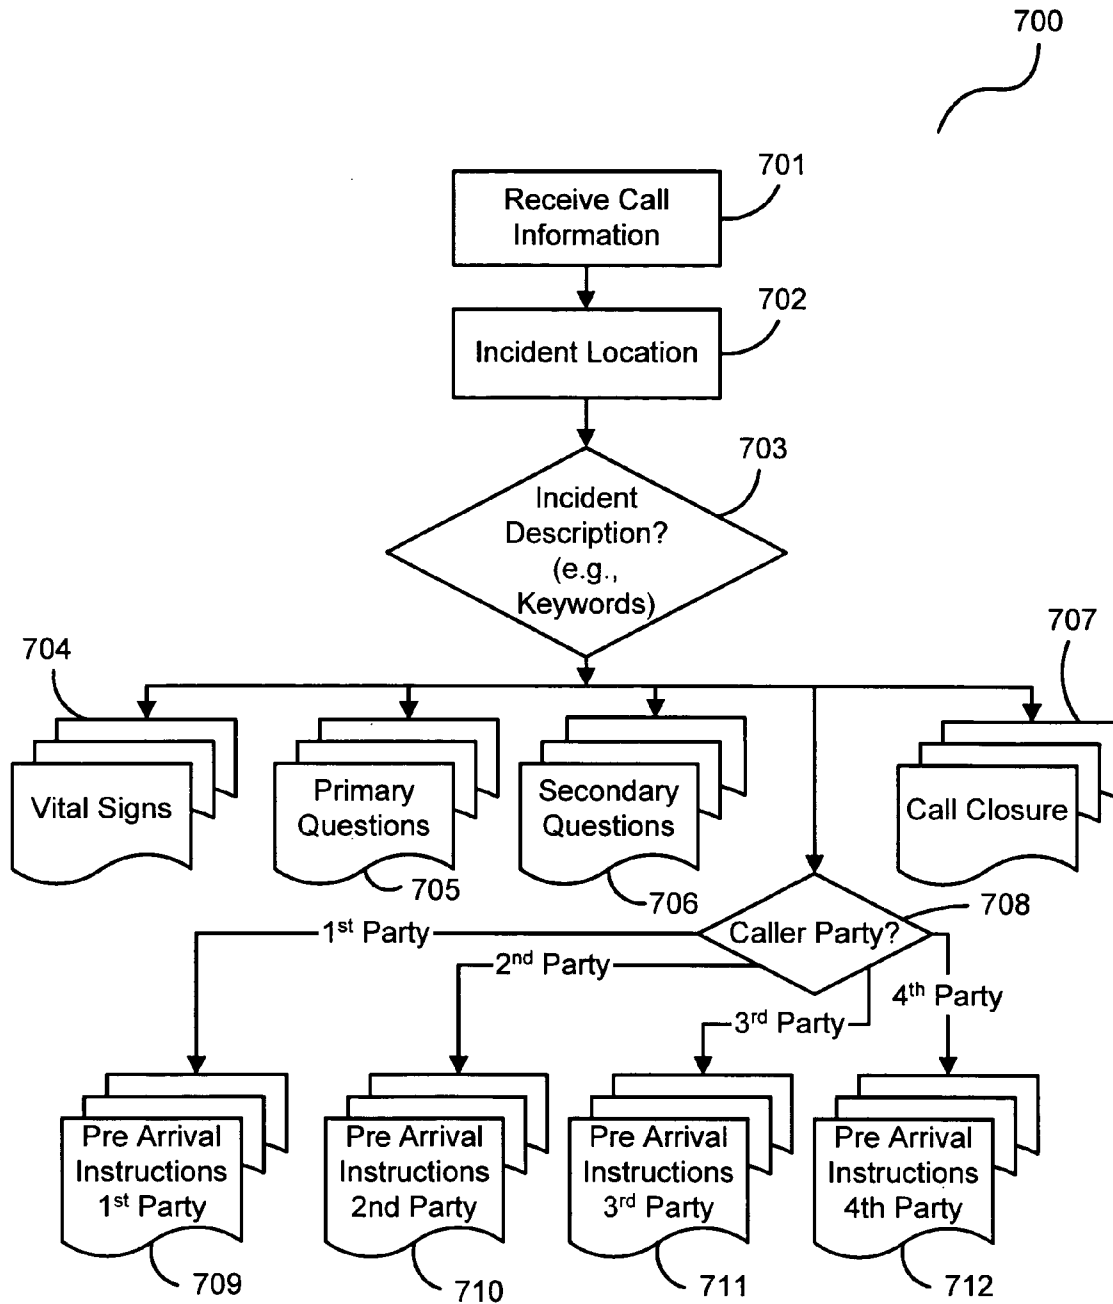 700
701
Receive Call
Information
702
Incident Location
703
Incident
Description?
(e.g.,
Keywords)
704
707
Vital Signs
Primary
Questions
Secondary
Questions
Call Closure
705
706
708
Caller Party?
1st Party
2nd Party
3rd Party
4th Party
Pre Arrival
Instructions
1st Party
Pre Arrival
Instructions
2nd Party
Pre Arrival
Instructions
3rd Party
Pre Arrival
Instructions
4th Party
709
710
711
712